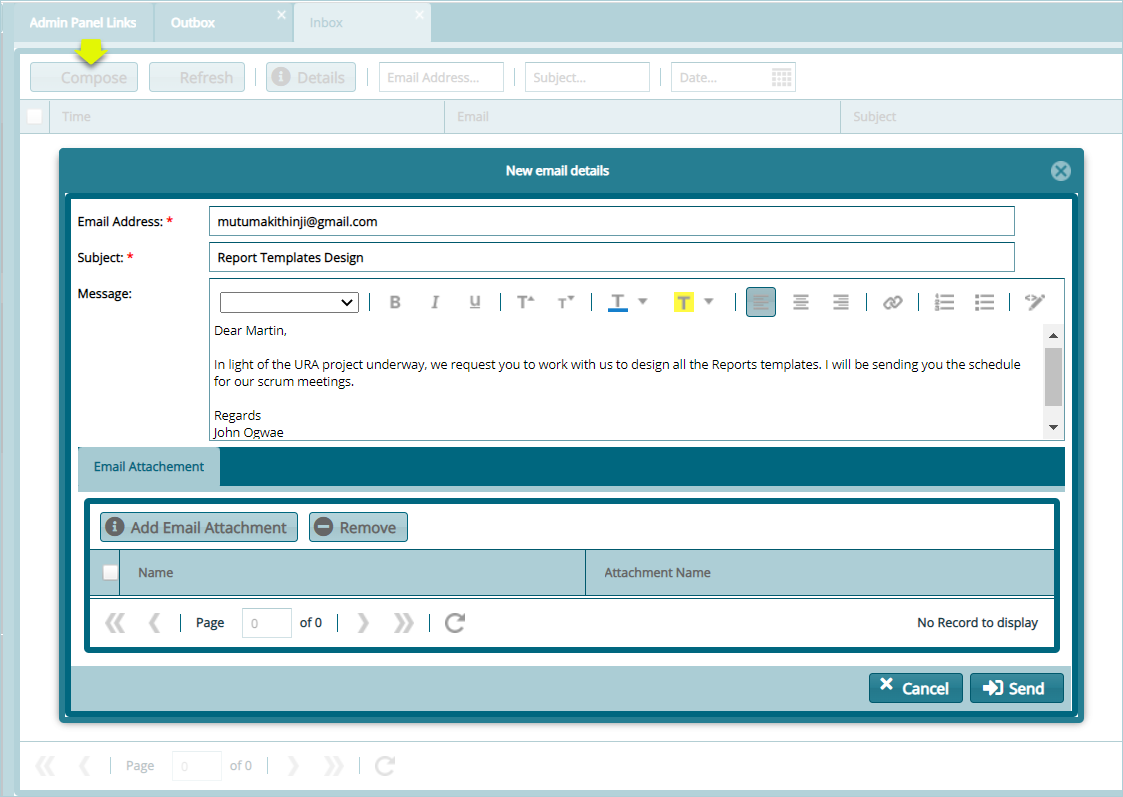 Admin Panel Links Outbox Inbox
Compose Refresh Details Email Address... Subject... Date...
Time Email Subject
New email details
Email Address: * mutumakithinji@gmail.com
Subject: * Report Templates Design
Message:
B I U T T T T
Dear Martin,
In light of the URA project underway, we request you to work with us to design all the Reports templates. I will be sending you the schedule
for our scrum meetings.
Regards
John Ogwae
Email Attachement
Add Email Attachment Remove
Name Attachment Name
Page 0 of 0 No Record to display
Cancel Send
Page 0 of 0